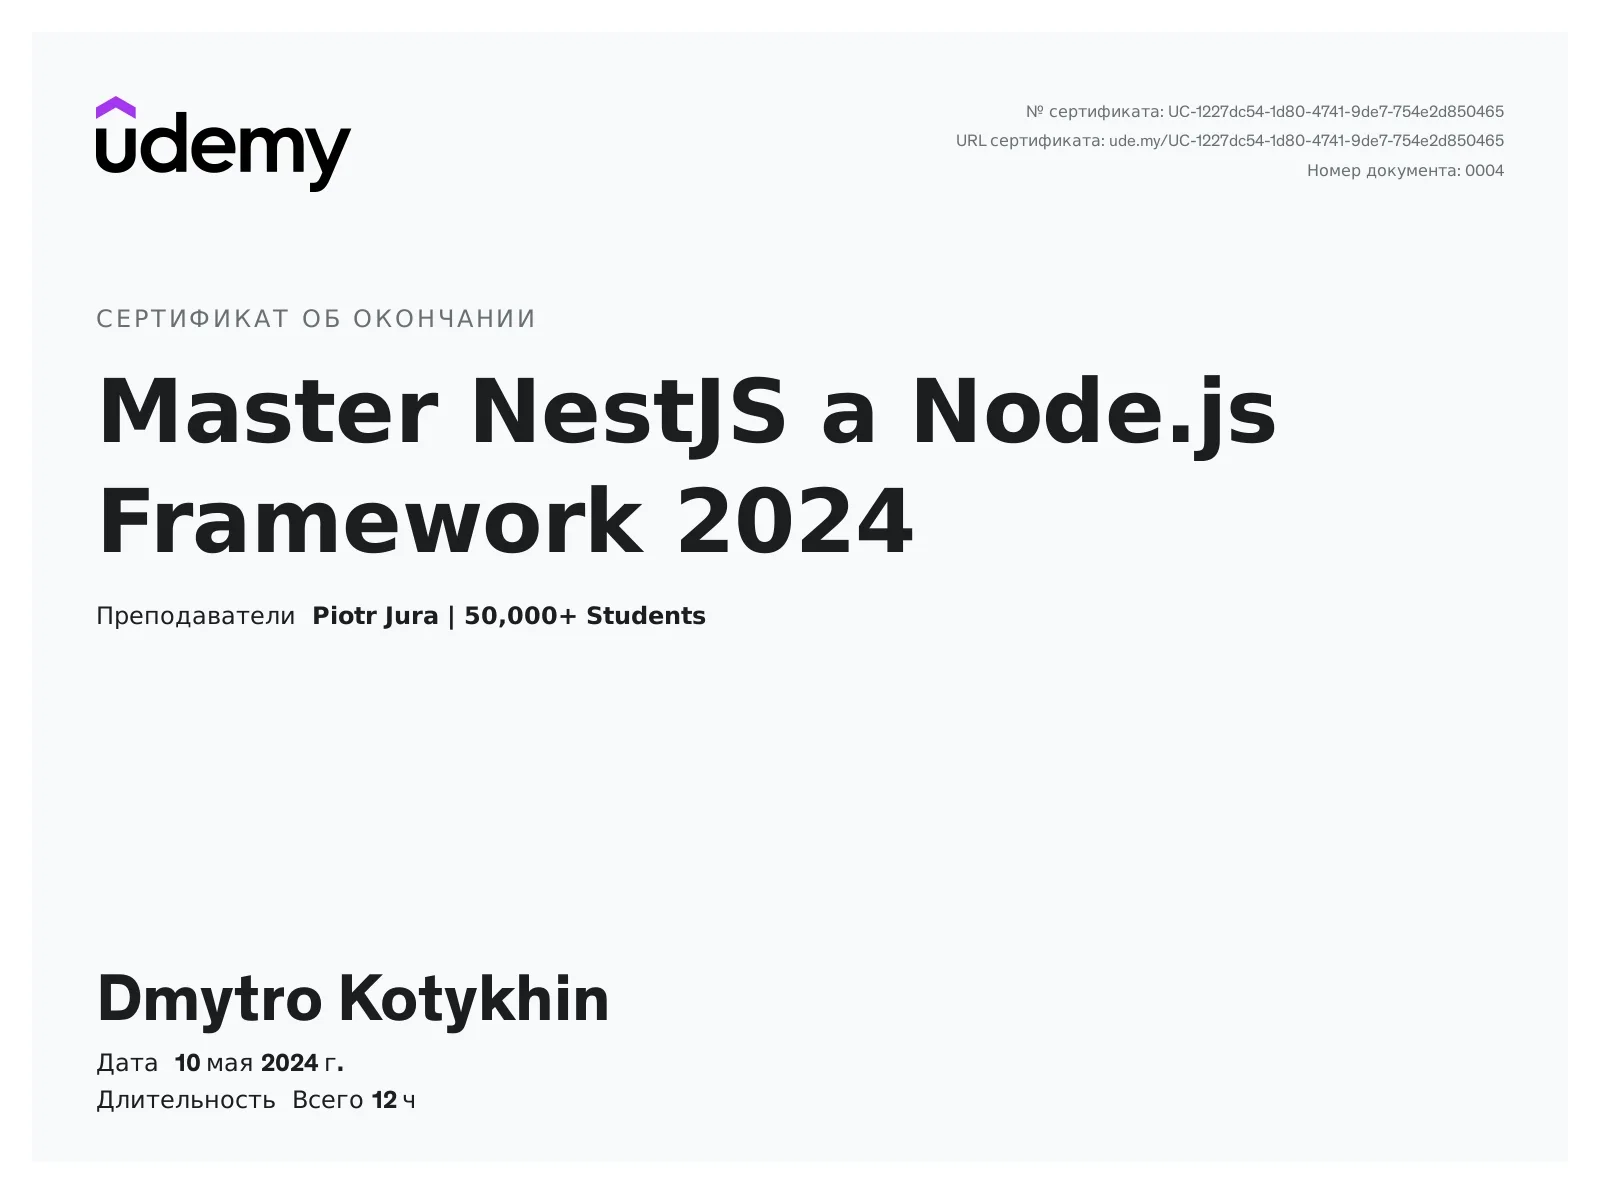 udemy
№ сертификата: UC-1227dc54-1d80-4741-9de7-754e2d850465
URL сертификата: ude.my/UC-1227dc54-1d80-4741-9de7-754e2d850465
Номер документа: 0004
СЕРТИФИКАТ ОБ ОКОНЧАНИИ
Master NestJS a Node.js
Framework 2024
Преподаватели Piotr Jura | 50,000+ Students
Dmytro Kotykhin
Дата 10 мая 2024 г.
Длительность Всего 12 ч